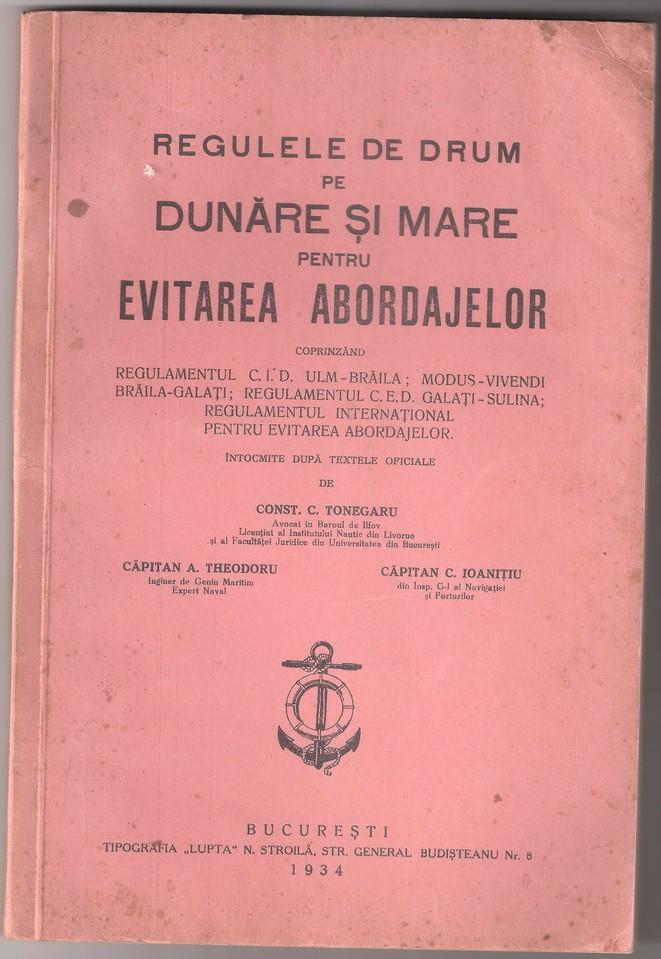 REGULELE DE DRUM
PE
DUNĂRE ȘI MARE
PENTRU
EVITAREA ABORDAJELOR
COPRINZÂND
REGULAMENTUL C. I. D. ULM-BRĂILA; MODUS-VIVENDI
BRĂILA-GALAȚI; REGULAMENTUL C. E. D. GALAȚI-SULINA;
REGULAMENTUL INTERNAȚIONAL
PENTRU EVITAREA ABORDAJELOR.
ÎNTOCMITE DUPĂ TEXTELE OFICIALE
DE
CONST. C. TONEGARU
Avocat în Baroul de Ilfov
Licențiat al Institutului Nautic din Livorno
și al Facultăței Juridice din Universitatea din București
CĂPITAN A. THEODORU
Inginer de Geniu Maritim
Expert Naval
CĂPITAN C. IOANIȚIU
din Insp. G-l al Navigației
și Porturilor
BUCUREȘTI
TIPOGRAFIA „LUPTA" N. STROILĂ, STR. GENERAL BUDIȘTEANU Nr. 8
1934